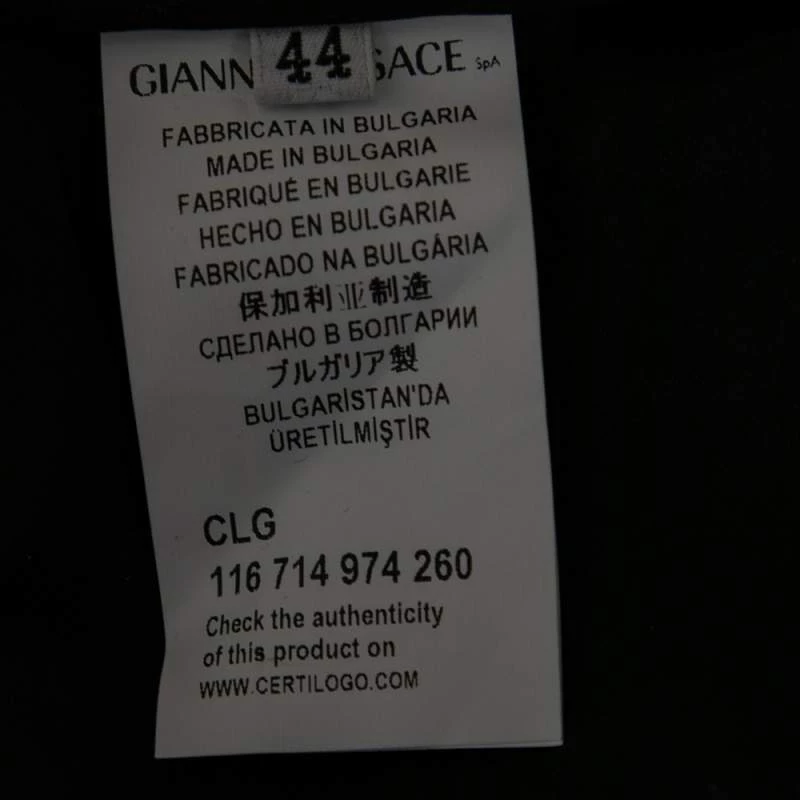 44
GIANN SACE SpA
FABBRICATA IN BULGARIA
MADE IN BULGARIA
FABRIQUÉ EN BULGARIE
HECHO EN BULGARIA
FABRICADO NA BULGÁRIA
保加利亚制造
СДЕЛАНО В БОЛГАРИИ
ブルガリア製
BULGARİSTAN'DA
ÜRETİLMİŞTİR
CLG
116 714 974 260
Check the authenticity
of this product on
WWW.CERTILOGO.COM